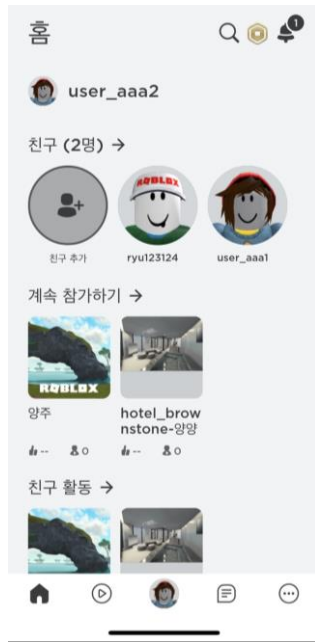 홈
1
user_aaa2
친구 (2명) →
ROBLOX
친구 추가
ryu123124
user_aaa1
계속 참가하기 →
ROBLOX
양주
hotel_brow
nstone-양양
-- 0
-- 0
친구 활동 →